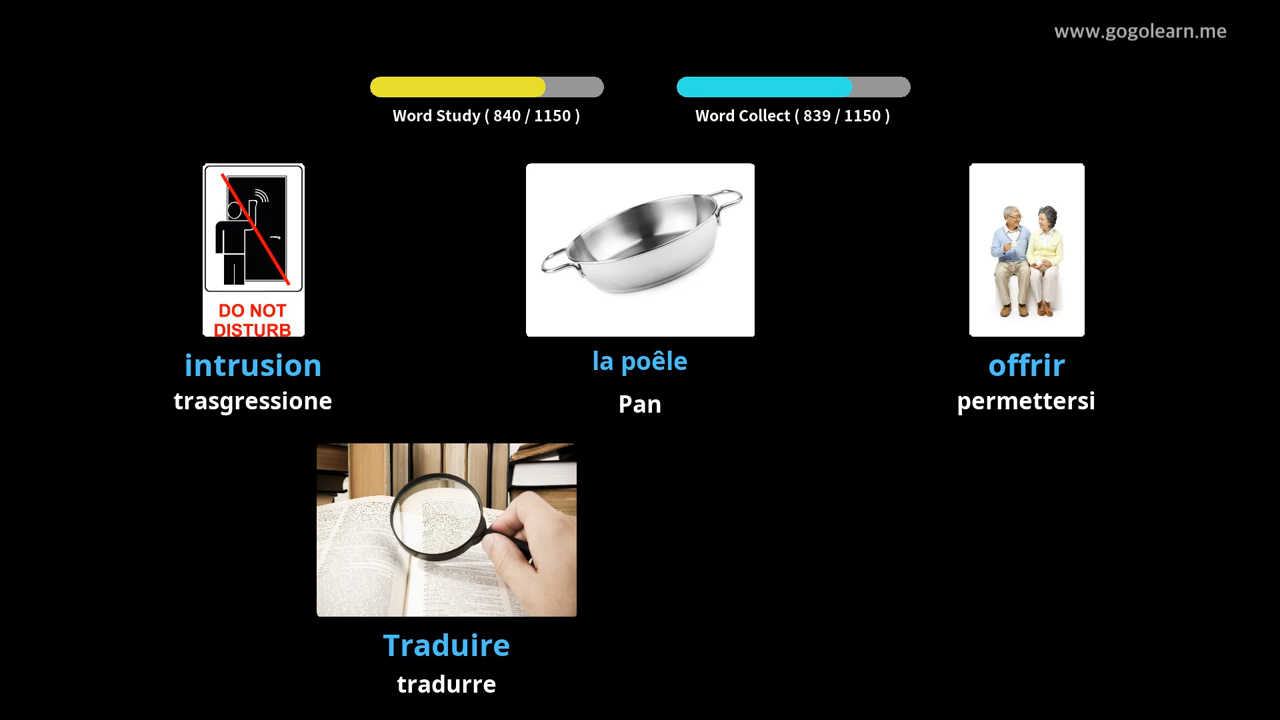 www.gogolearn.me
Word Study ( 840 / 1150 )
Word Collect ( 839 / 1150 )
DO NOT
DISTURB
intrusion
trasgressione
la poêle
Pan
offrir
permettersi
Traduire
tradurre